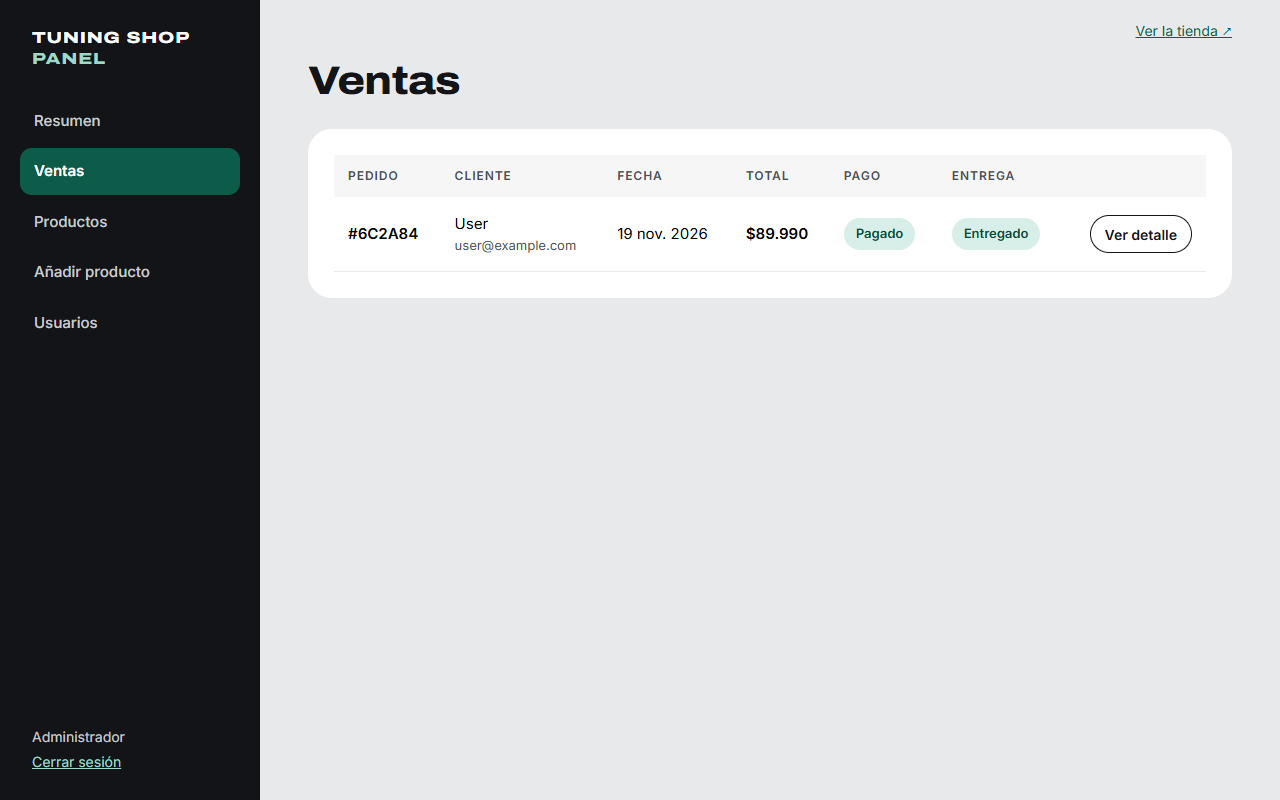 TUNING SHOP
PANEL
Resumen
Ventas
Productos
Añadir producto
Usuarios
Administrador
Cerrar sesión
Ver la tienda ↗
Ventas
PEDIDO CLIENTE FECHA TOTAL PAGO ENTREGA
#6C2A84 User user@example.com 19 nov. 2026 $89.990 Pagado Entregado Ver detalle